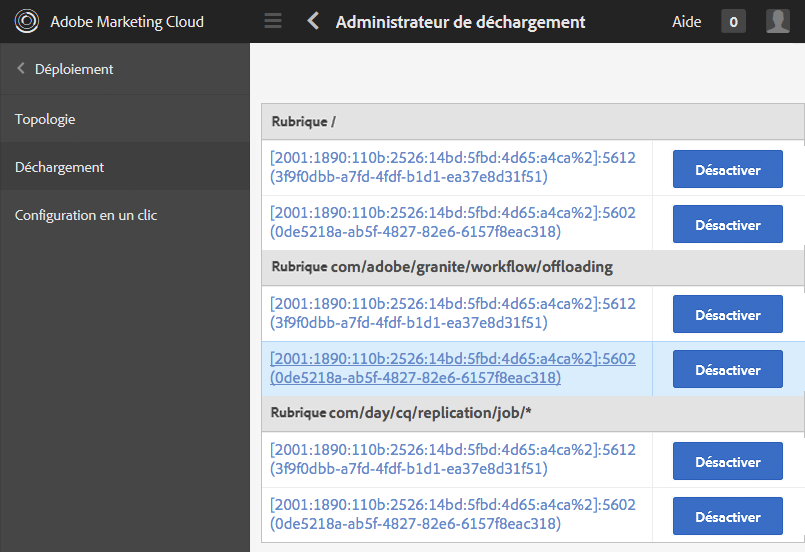 Adobe Marketing Cloud
Administrateur de déchargement
Aide
0
Déploiement
Topologie
Déchargement
Configuration en un clic
Rubrique /
[2001:1890:110b:2526:14bd:5fbd:4d65:a4ca%2]:5612
(3f9f0dbb-a7fd-4fdf-b1d1-ea37e8d31f51)
Désactiver
[2001:1890:110b:2526:14bd:5fbd:4d65:a4ca%2]:5602
(0de5218a-ab5f-4827-82e6-6157f8eac318)
Désactiver
Rubrique com/adobe/granite/workflow/offloading
[2001:1890:110b:2526:14bd:5fbd:4d65:a4ca%2]:5612
(3f9f0dbb-a7fd-4fdf-b1d1-ea37e8d31f51)
Désactiver
[2001:1890:110b:2526:14bd:5fbd:4d65:a4ca%2]:5602
(0de5218a-ab5f-4827-82e6-6157f8eac318)
Désactiver
Rubrique com/day/cq/replication/job/*
[2001:1890:110b:2526:14bd:5fbd:4d65:a4ca%2]:5612
(3f9f0dbb-a7fd-4fdf-b1d1-ea37e8d31f51)
Désactiver
[2001:1890:110b:2526:14bd:5fbd:4d65:a4ca%2]:5602
(0de5218a-ab5f-4827-82e6-6157f8eac318)
Désactiver